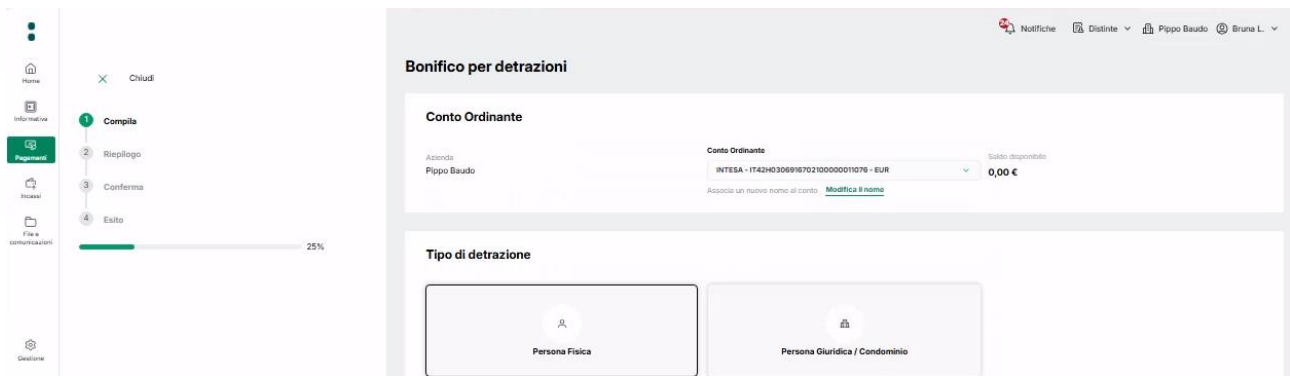 Notifiche Distinte Pippo Baudo Bruna L.
Home
Informativa
Pagamenti
Incassi
File e
comunicazioni
Gestione
Chiudi
1 Compila
2 Riepilogo
3 Conferma
4 Esito
25%
Bonifico per detrazioni
Conto Ordinante
Azienda
Pippo Baudo
Conto Ordinante
INTESA - IT42H0306916702100000011076 - EUR
Associa un nuovo nome al conto Modifica il nome
Saldo disponibile
0,00 €
Tipo di detrazione
Persona Fisica
Persona Giuridica / Condominio